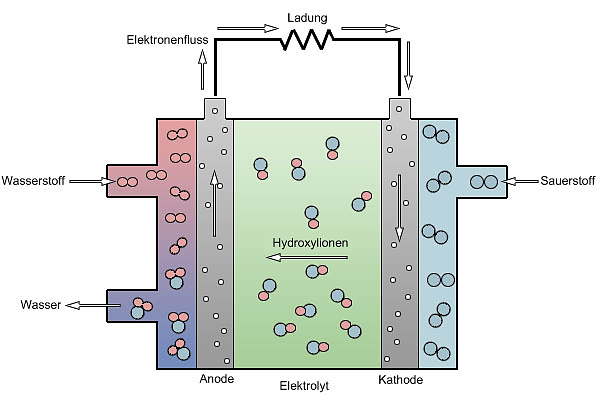 Ladung
Elektronenfluss
Wasserstoff
Sauerstoff
Hydroxylionen
Wasser
Anode
Elektrolyt
Kathode